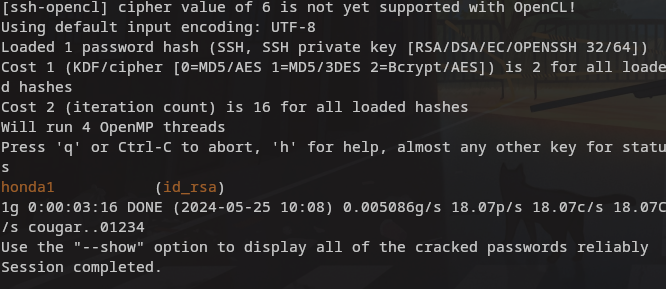 [ssh-opencl] cipher value of 6 is not yet supported with OpenCL!
Using default input encoding: UTF-8
Loaded 1 password hash (SSH, SSH private key [RSA/DSA/EC/OPENSSH 32/64])
Cost 1 (KDF/cipher [0=MD5/AES 1=MD5/3DES 2=Bcrypt/AES]) is 2 for all loade
d hashes
Cost 2 (iteration count) is 16 for all loaded hashes
Will run 4 OpenMP threads
Press 'q' or Ctrl-C to abort, 'h' for help, almost any other key for statu
s
honda1           (id_rsa)
1g 0:00:03:16 DONE (2024-05-25 10:08) 0.005086g/s 18.07p/s 18.07c/s 18.07C
/s cougar..01234
Use the "--show" option to display all of the cracked passwords reliably
Session completed.